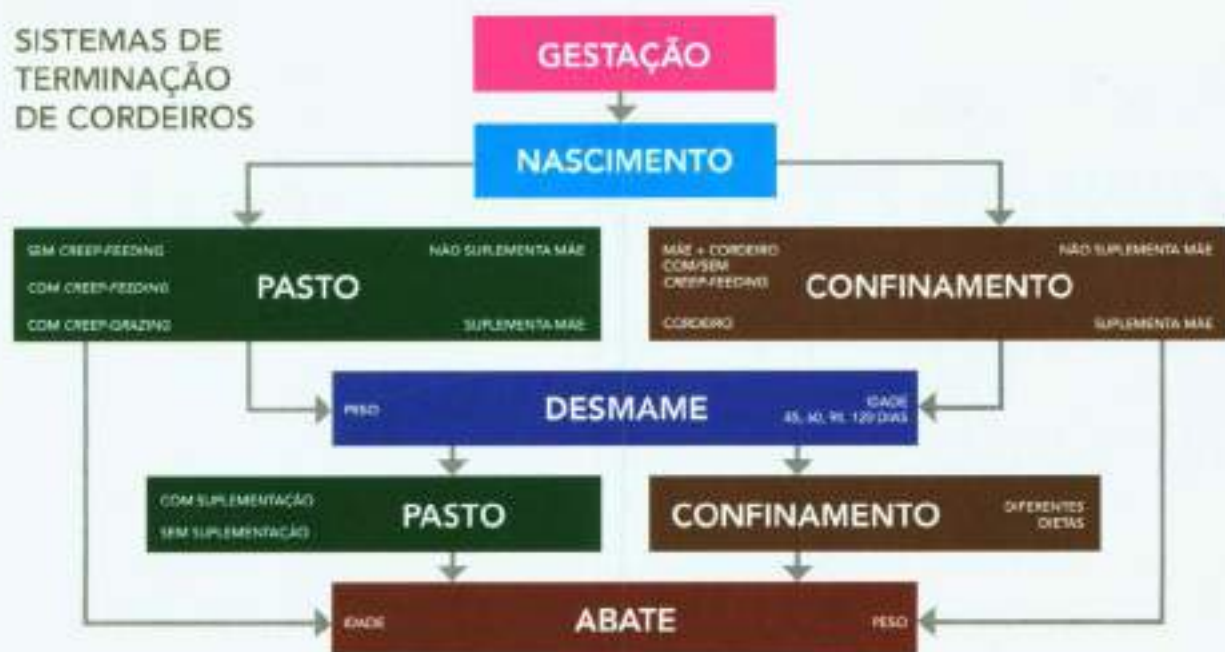 SISTEMAS DE
TERMINAÇÃO
DE CORDEIROS
GESTAÇÃO
NASCIMENTO
SEM CREEP-FEEDING
COM CREEP-FEEDING
COM CREEP-GRAZING
PASTO
NÃO SUPLEMENTA MÃE
SUPLEMENTA MÃE
MÃE + CORDEIRO
COM/SEM
CREEP-FEEDING
CORDEIRO
CONFINAMENTO
NÃO SUPLEMENTA MÃE
SUPLEMENTA MÃE
PESO
DESMAME
IDADE
45, 60, 90, 120 DIAS
COM SUPLEMENTAÇÃO
SEM SUPLEMENTAÇÃO
PASTO
CONFINAMENTO
DIFERENTES
DIETAS
IDADE
ABATE
PESO